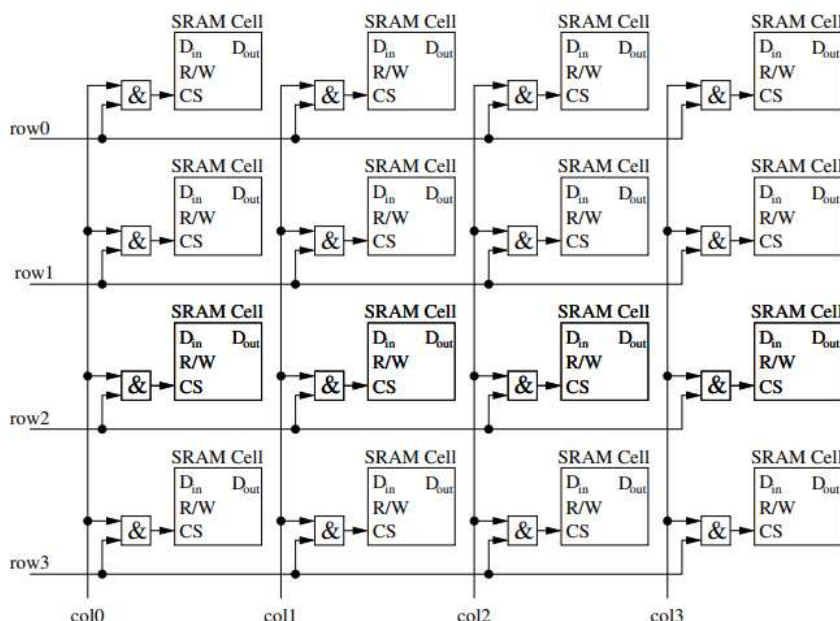 SRAM Cell SRAM Cell SRAM Cell SRAM Cell
Din Dout Din Dout Din Dout Din Dout
R/W R/W R/W R/W
& CS & CS & CS & CS
row0
SRAM Cell SRAM Cell SRAM Cell SRAM Cell
Din Dout Din Dout Din Dout Din Dout
R/W R/W R/W R/W
& CS & CS & CS & CS
row1
SRAM Cell SRAM Cell SRAM Cell SRAM Cell
Din Dout Din Dout Din Dout Din Dout
R/W R/W R/W R/W
& CS & CS & CS & CS
row2
SRAM Cell SRAM Cell SRAM Cell SRAM Cell
Din Dout Din Dout Din Dout Din Dout
R/W R/W R/W R/W
& CS & CS & CS & CS
row3
col0 col1 col2 col3